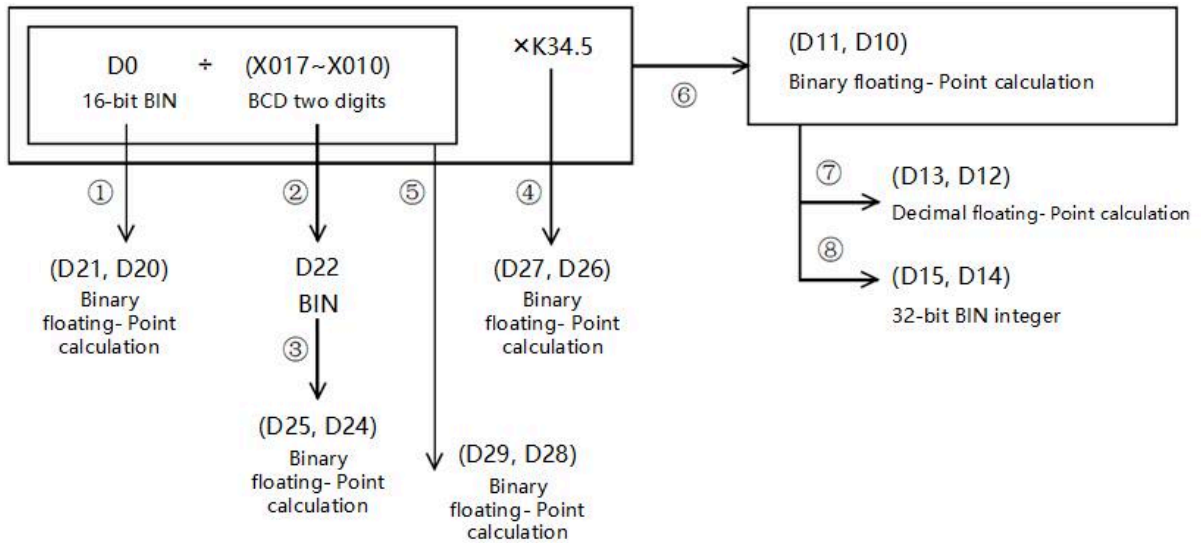 D0 ÷ (X017~X010) ×K34.5
16-bit BIN BCD two digits
⑥
(D11, D10)
Binary floating- Point calculation
① ② ⑤ ④
(D21, D20)
Binary
floating- Point
calculation
D22
BIN
③
(D25, D24)
Binary
floating- Point
calculation
(D29, D28)
Binary
floating- Point
calculation
(D27, D26)
Binary
floating- Point
calculation
⑦
(D13, D12)
Decimal floating- Point calculation
⑧
(D15, D14)
32-bit BIN integer